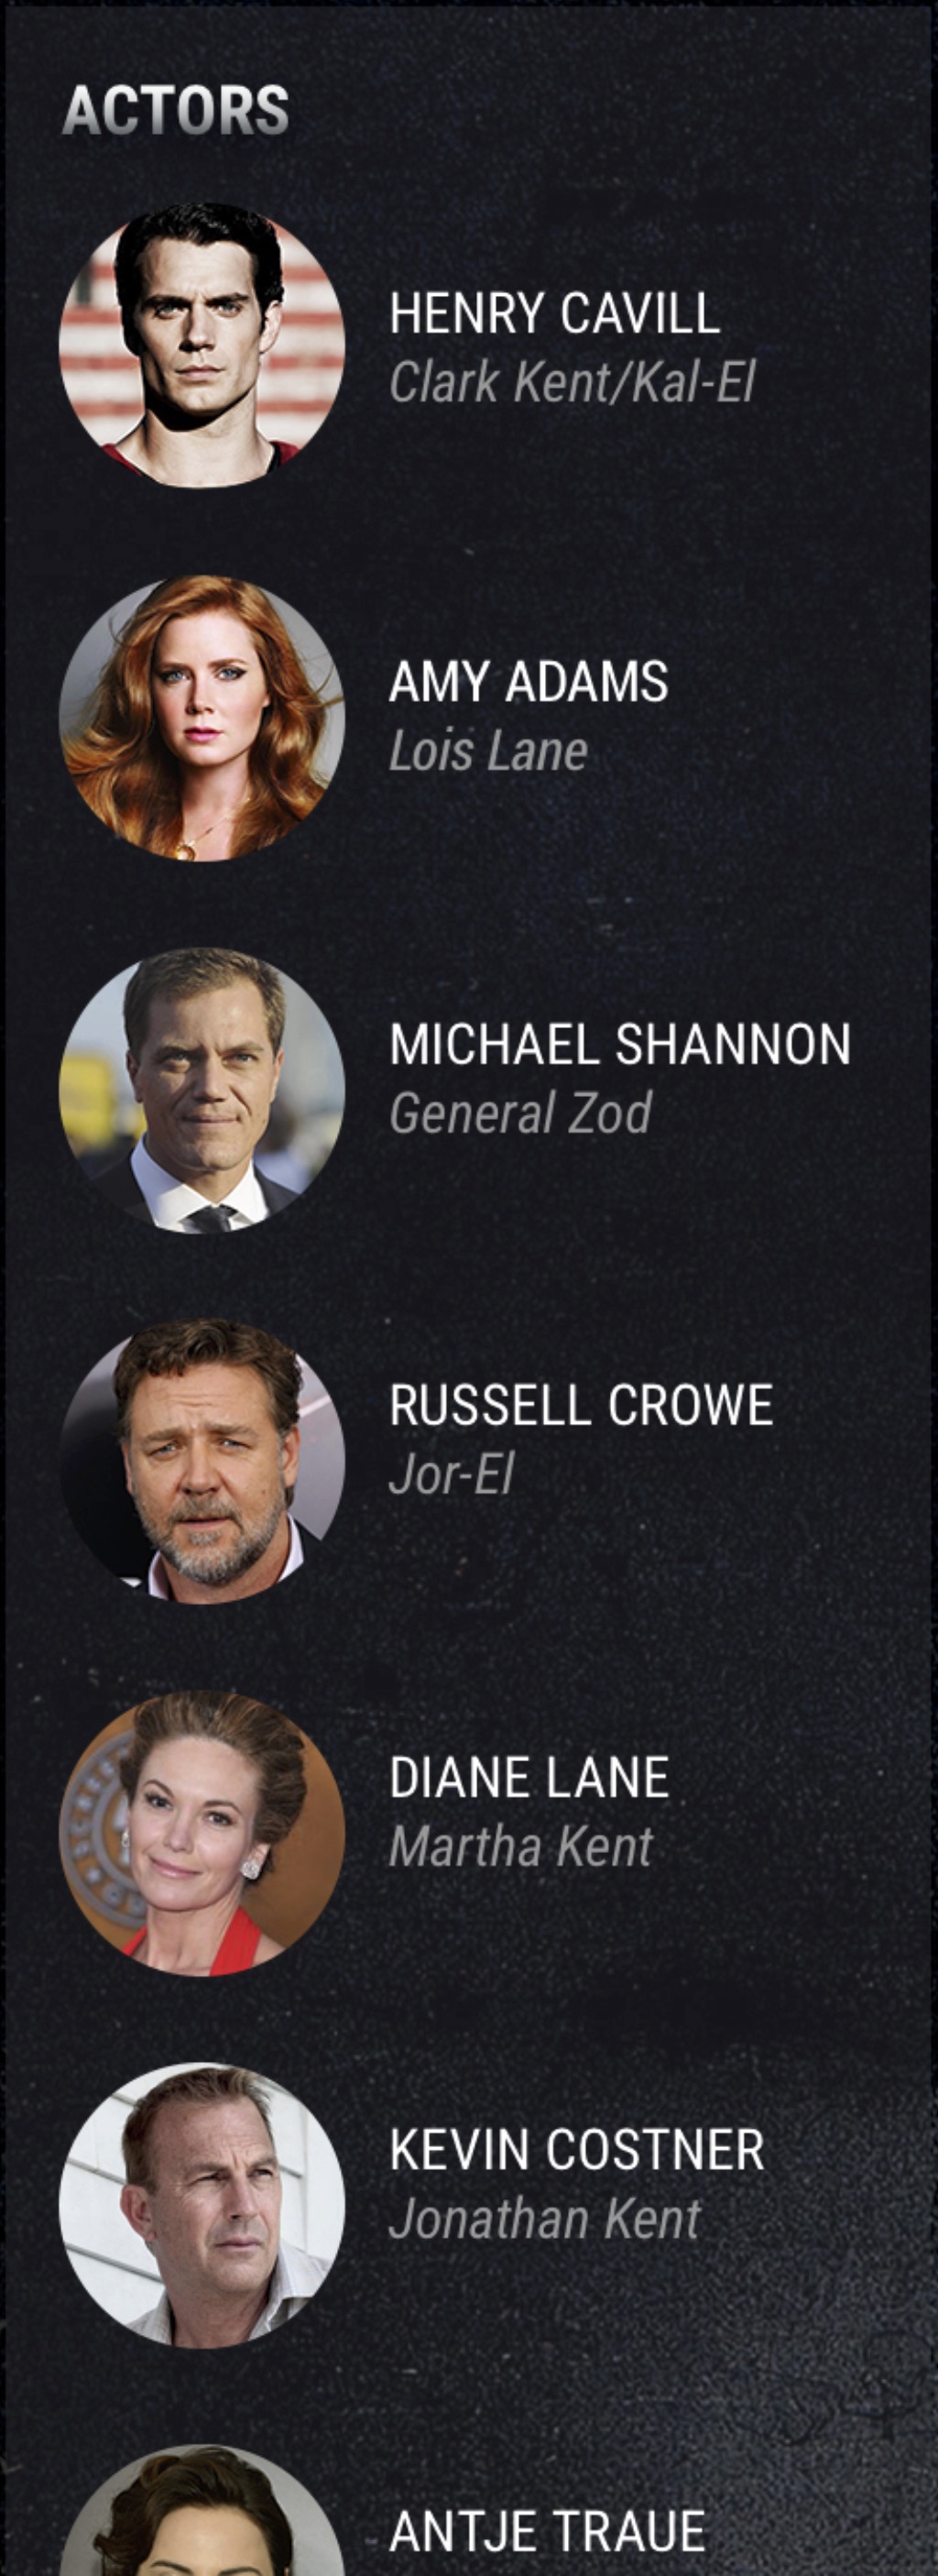 ACTORS
HENRY CAVILL
Clark Kent/Kal-El
AMY ADAMS
Lois Lane
MICHAEL SHANNON
General Zod
RUSSELL CROWE
Jor-El
DIANE LANE
Martha Kent
KEVIN COSTNER
Jonathan Kent
ANTJE TRAUE